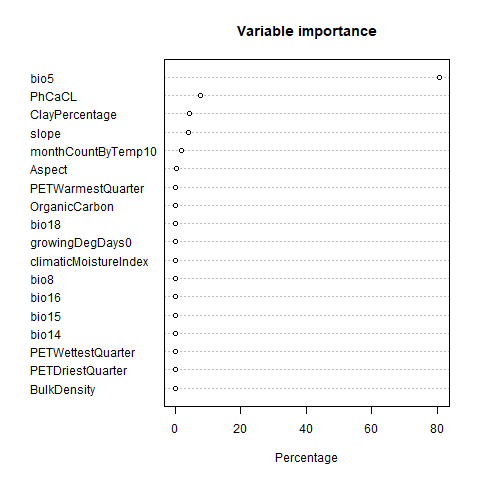 Variable importance
bio5
PhCaCL
ClayPercentage
slope
monthCountByTemp10
Aspect
PETWarmestQuarter
OrganicCarbon
bio18
growingDegDays0
climaticMoistureIndex
bio8
bio16
bio15
bio14
PETWettestQuarter
PETDriestQuarter
BulkDensity
0 20 40 60 80
Percentage